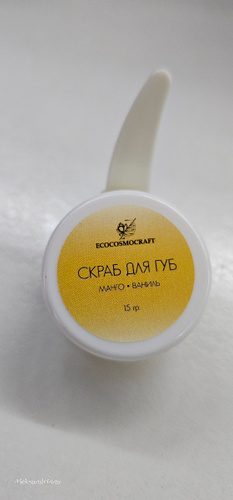 ECOCOSMOCRAFT
СКРАБ ДЛЯ ГУБ
МАНГО • ВАНИЛЬ
15 гр.